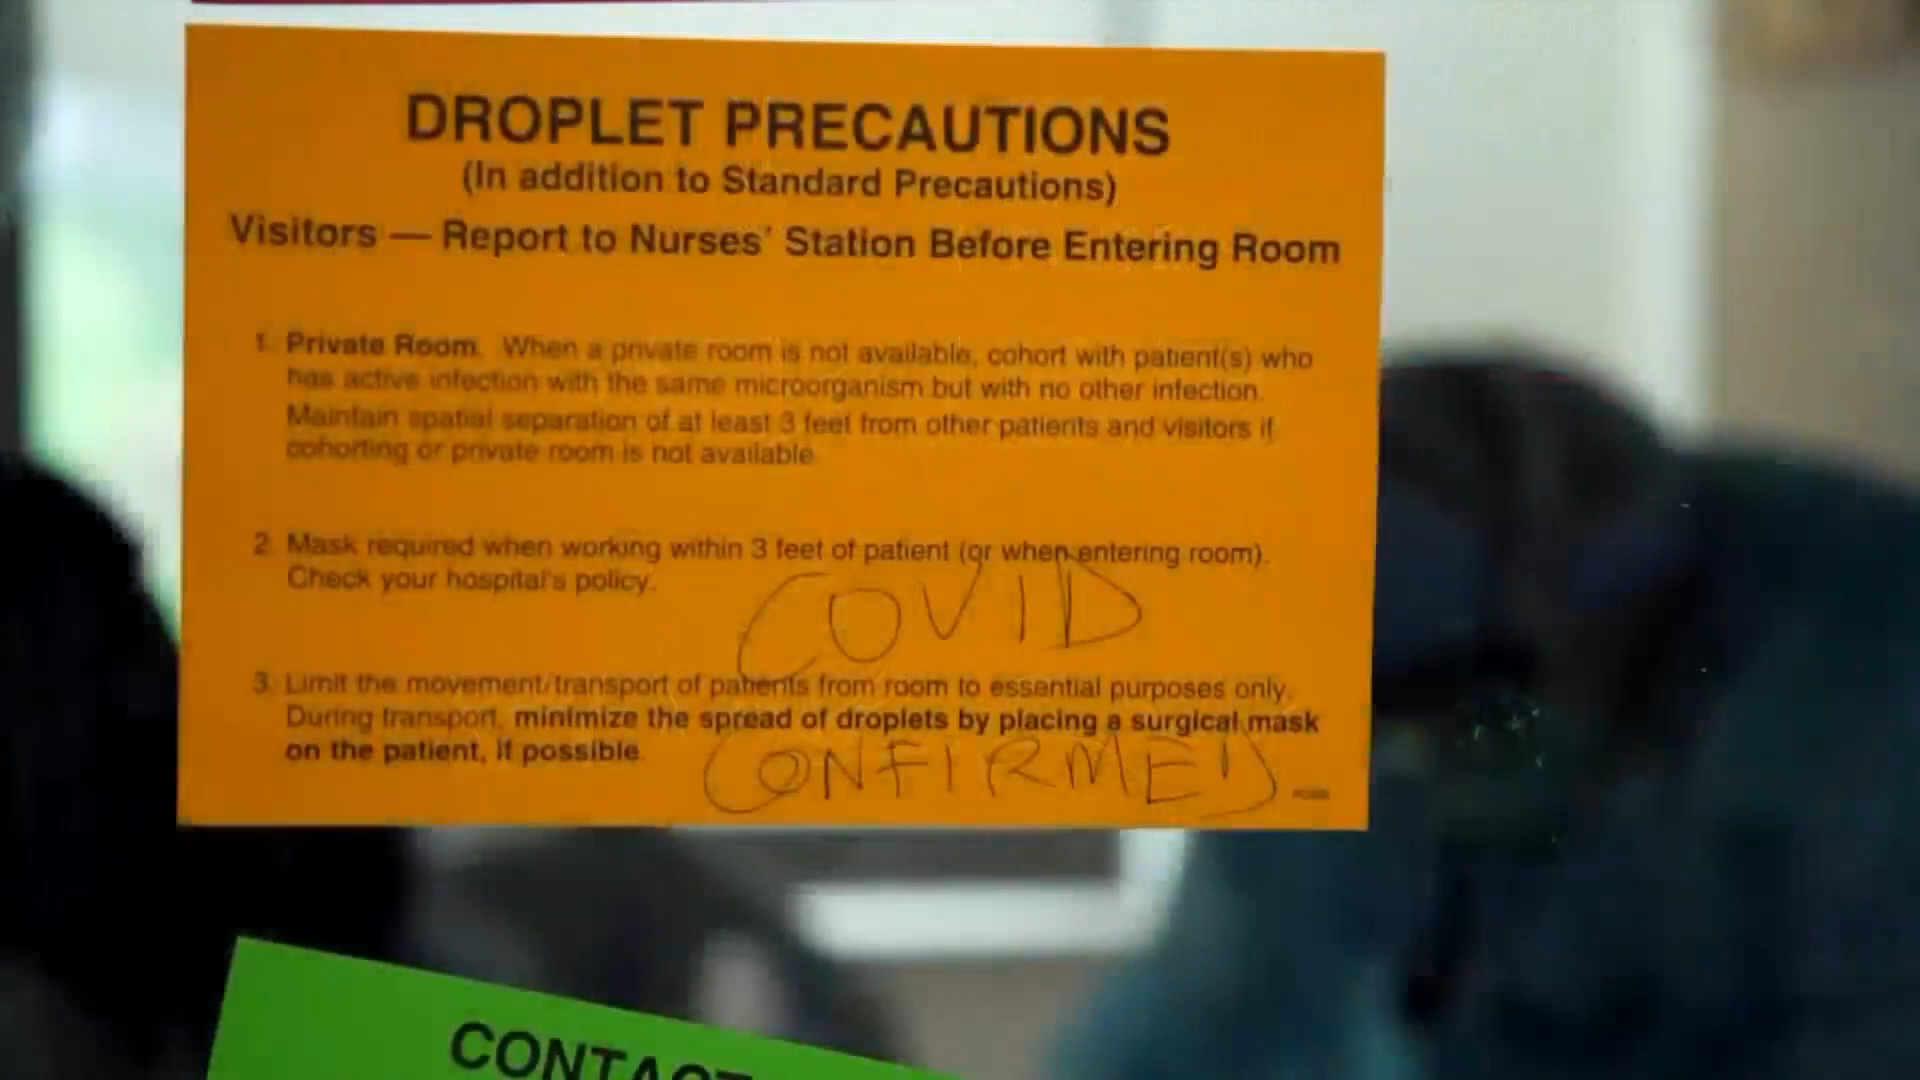 DROPLET PRECAUTIONS
(In addition to Standard Precautions)
Visitors — Report to Nurses' Station Before Entering Room
1. Private Room. When a private room is not available, cohort with patient(s) who
has active infection with the same microorganism but with no other infection.
Maintain spatial separation of at least 3 feet from other patients and visitors if
cohorting or private room is not available.
2. Mask required when working within 3 feet of patient (or when entering room).
Check your hospital's policy.
COVID
3. Limit the movement/transport of patients from room to essential purposes only.
During transport, minimize the spread of droplets by placing a surgical mask
on the patient, if possible.
CONFIRMED
CONTACT